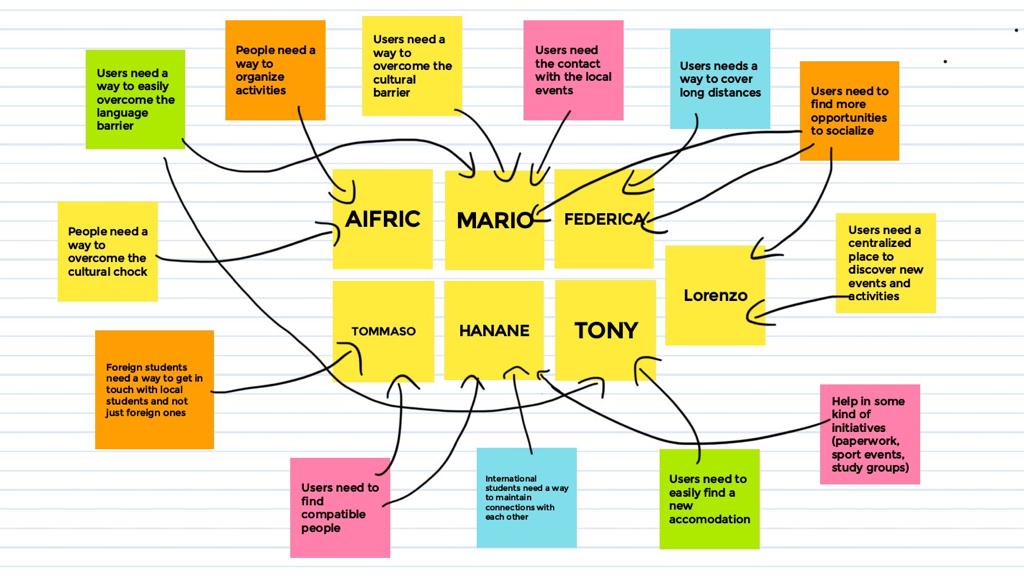 Users need a
way to easily
overcome the
language
barrier
People need a
way to
organize
activities
Users need a
way to
overcome the
cultural
barrier
Users need
the contact
with the local
events
Users needs a
way to cover
long distances
Users need to
find more
opportunities
to socialize
People need a
way to
overcome the
cultural chock
AIFRIC
MARIO
FEDERICA
Lorenzo
Users need a
centralized
place to
discover new
events and
activities
TOMMASO
HANANE
TONY
Foreign students
need a way to get in
touch with local
students and not
just foreign ones
Users need to
find
compatible
people
International
students need a way
to maintain
connections with
each other
Users need to
easily find a
new
accomodation
Help in some
kind of
initiatives
(paperwork,
sport events,
study groups)